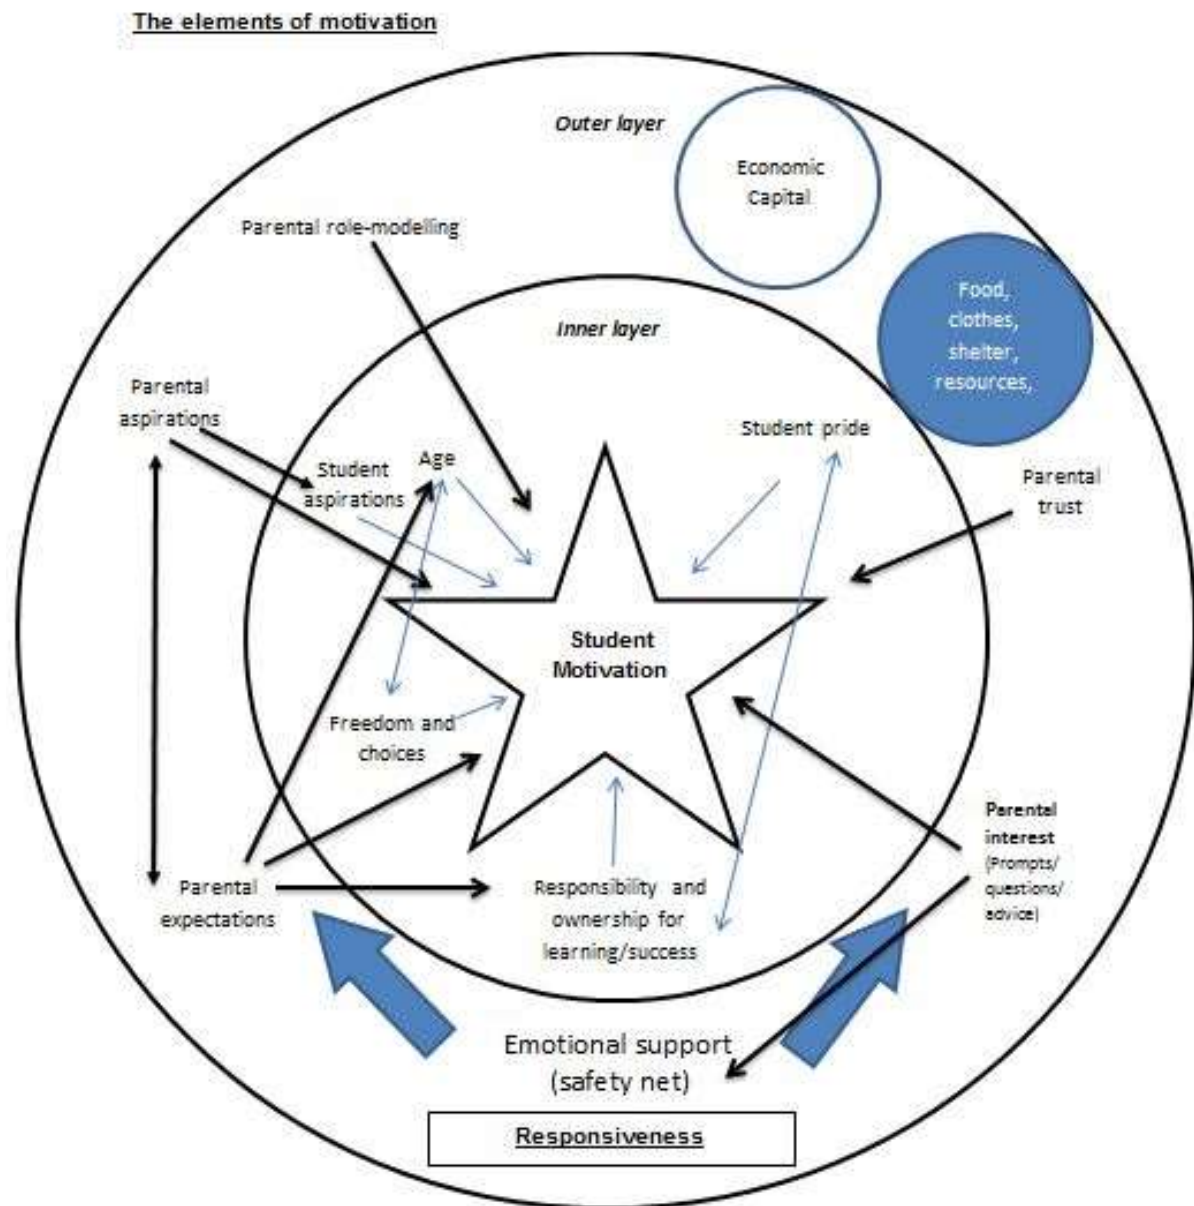 The elements of motivation
Outer layer
Economic
Capital
Parental role-modelling
Food,
clothes,
shelter,
resources,
Inner layer
Parental
aspirations
Student pride
Age
Student
aspirations
Parental
trust
Student
Motivation
Freedom and
choices
Parental
interest
(Prompts/
questions/
advice)
Parental
expectations
Responsibility and
ownership for
learning/success
Emotional support
(safety net)
Responsiveness